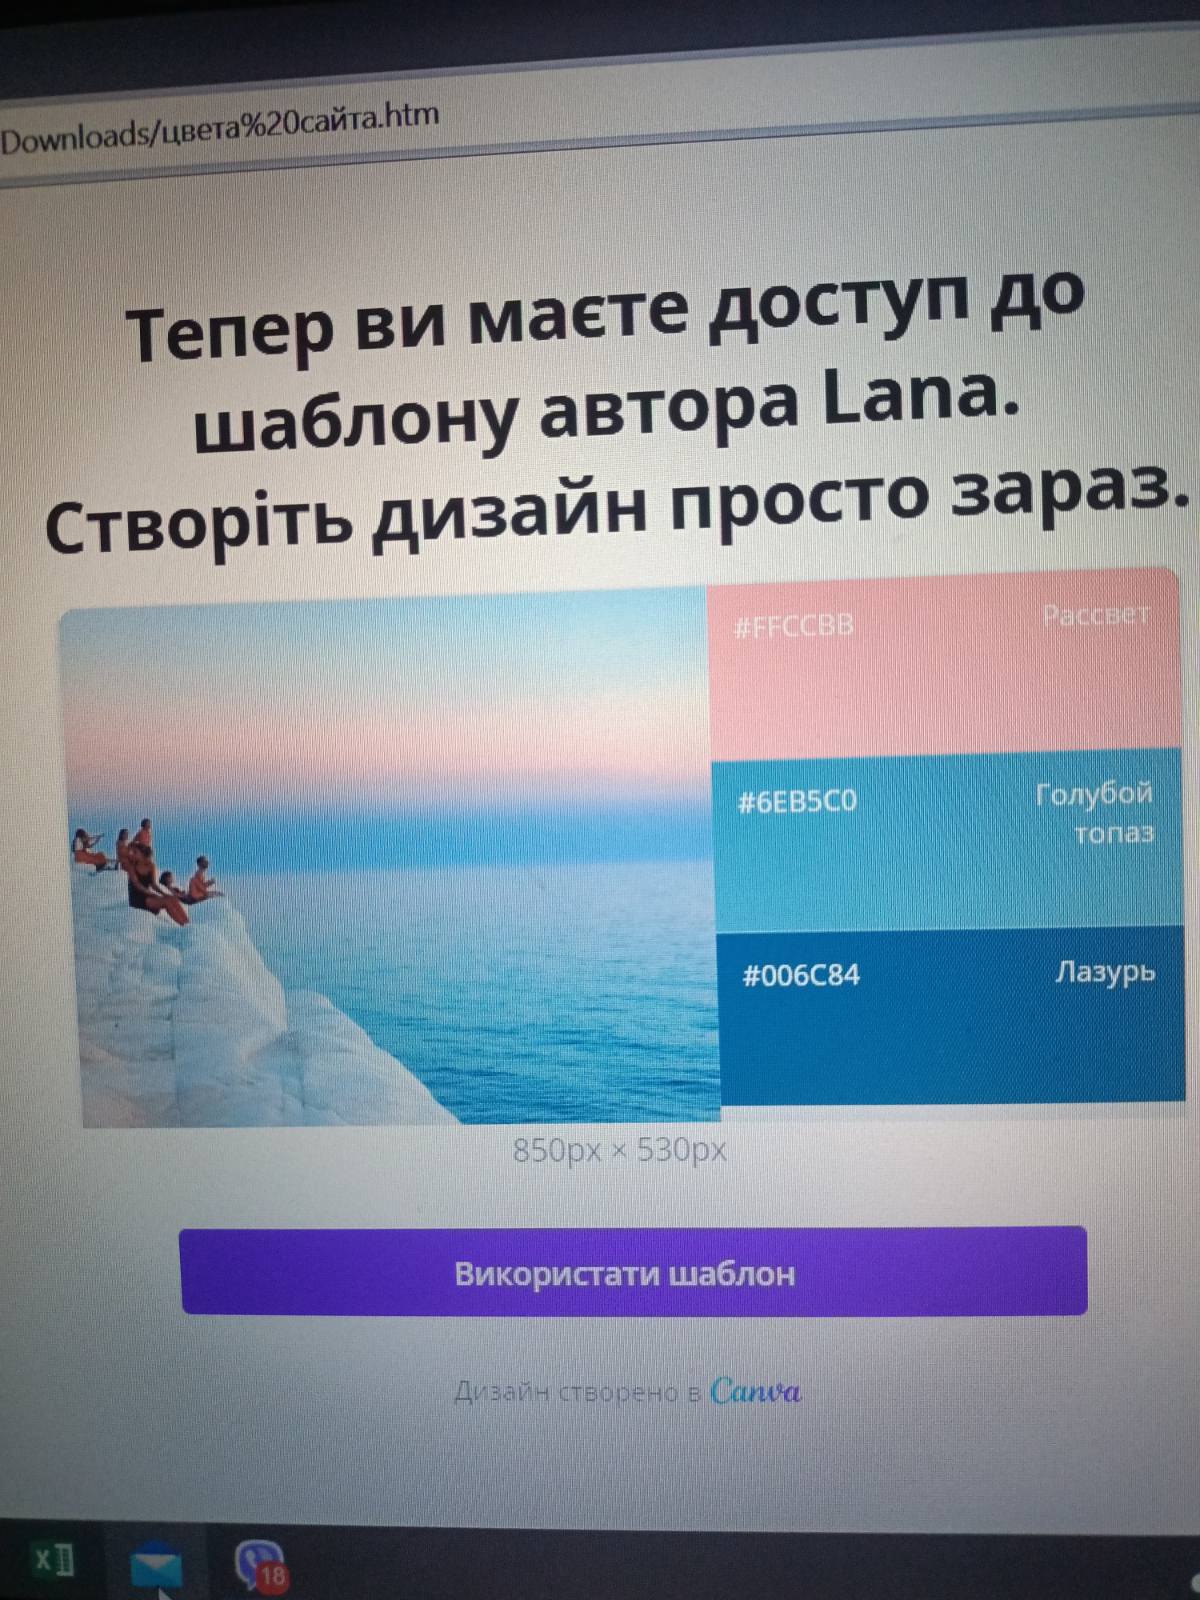 Downloads/цвета%20сайта.htm
Тепер ви маєте доступ до
шаблону автора Lana.
Створіть дизайн просто зараз.
#FFCCBB Рассвет
#6EB5C0 Голубой
топаз
#006C84 Лазурь
850px × 530px
Використати шаблон
Дизайн створено в Canva
18